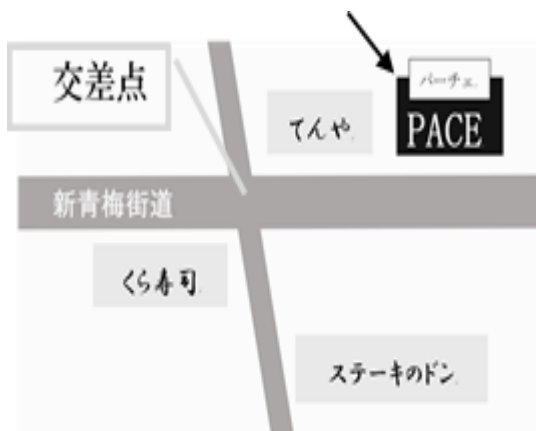 交差点
パーチェ.
PACE
てんや.
新青梅街道
くら寿司.
ステーキのドン.